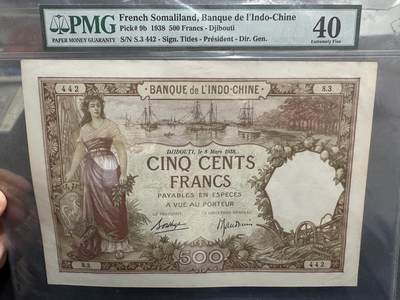 PMG
PAPER MONEY GUARANTY
French Somaliland, Banque de l'Indo-Chine
Pick# 9b 1938 500 Francs - Djibouti
S/N S.3 442 - Sign. Titles - Président - Dir. Gen.
40
Extremely Fine
442
BANQUE DE L'INDO-CHINE
S.3
DJIBOUTI, le 8 Mars 1938.
CINQ CENTS
FRANCS
PAYABLES EN ESPÈCES
A VUE AU PORTEUR
LE PRÉSIDENT
S.3
500
442